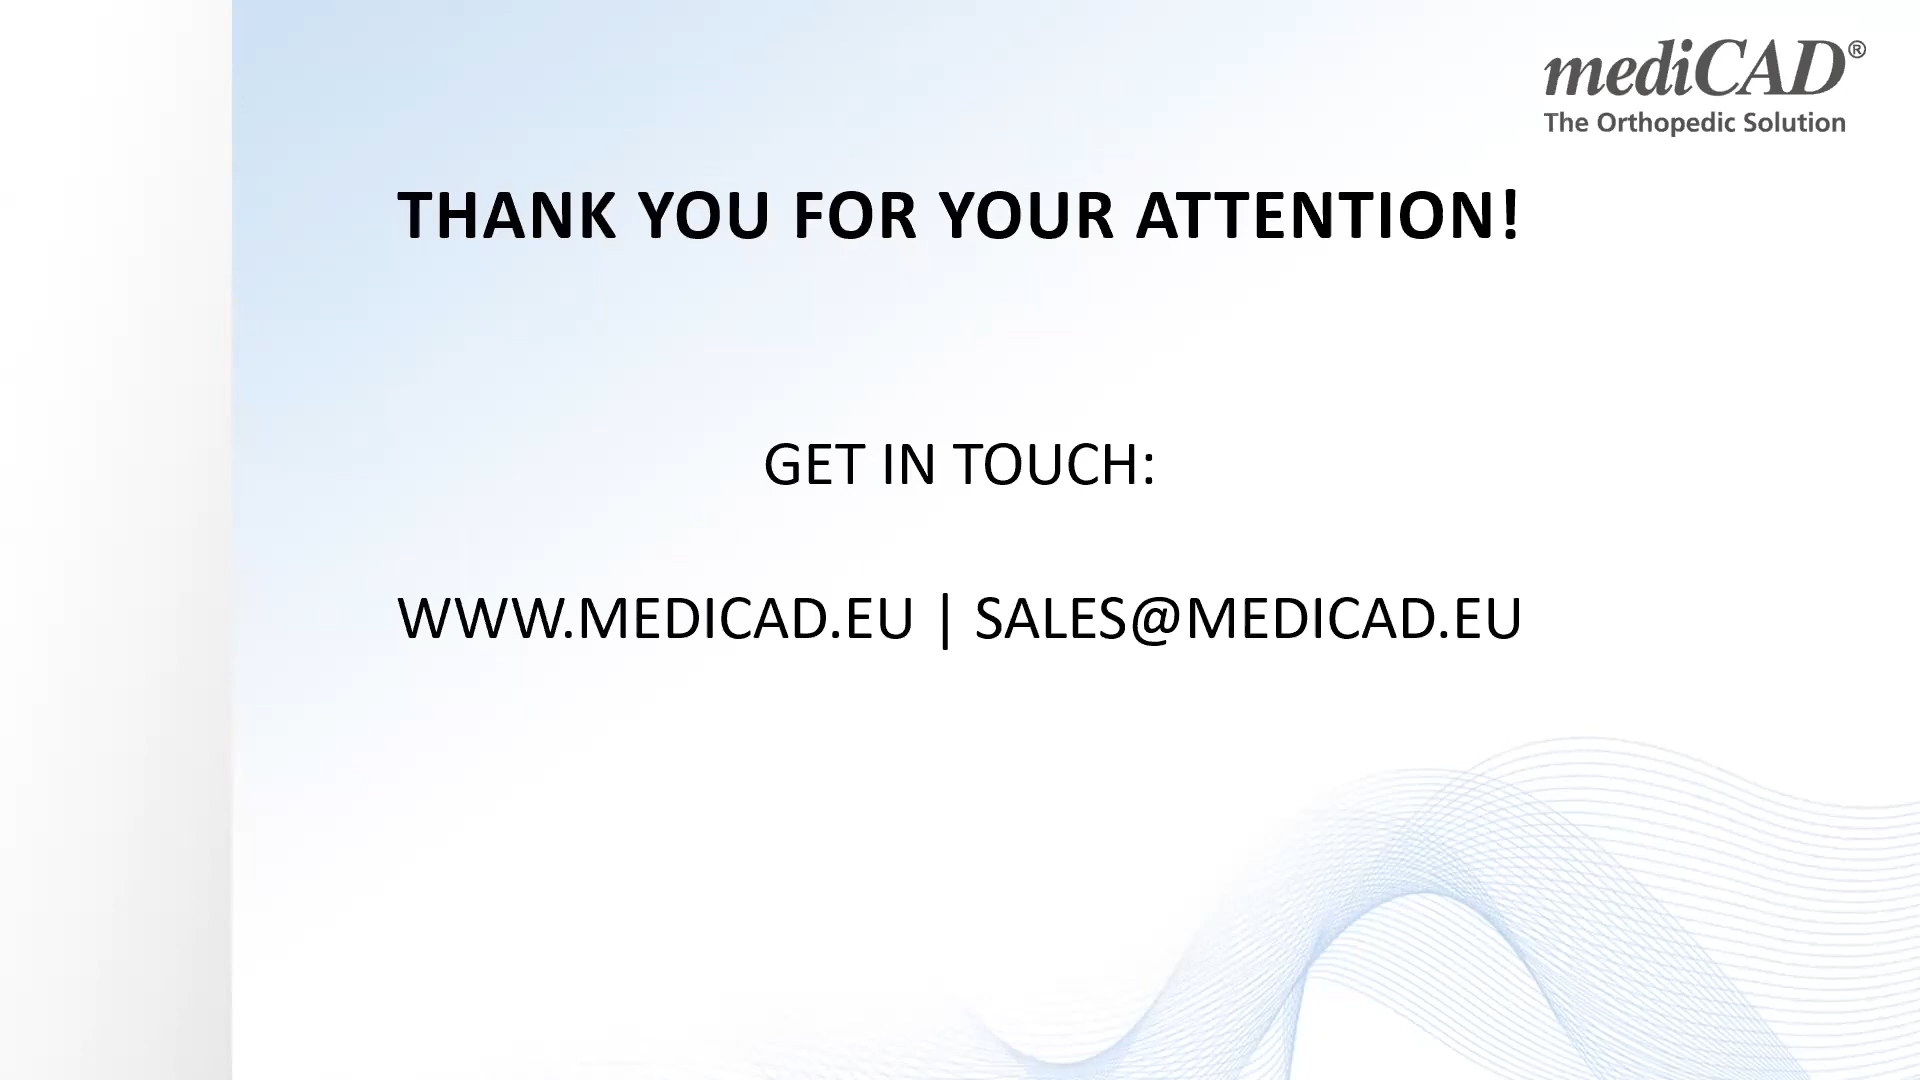 mediCAD®
The Orthopedic Solution
THANK YOU FOR YOUR ATTENTION!
GET IN TOUCH:
WWW.MEDICAD.EU | SALES@MEDICAD.EU